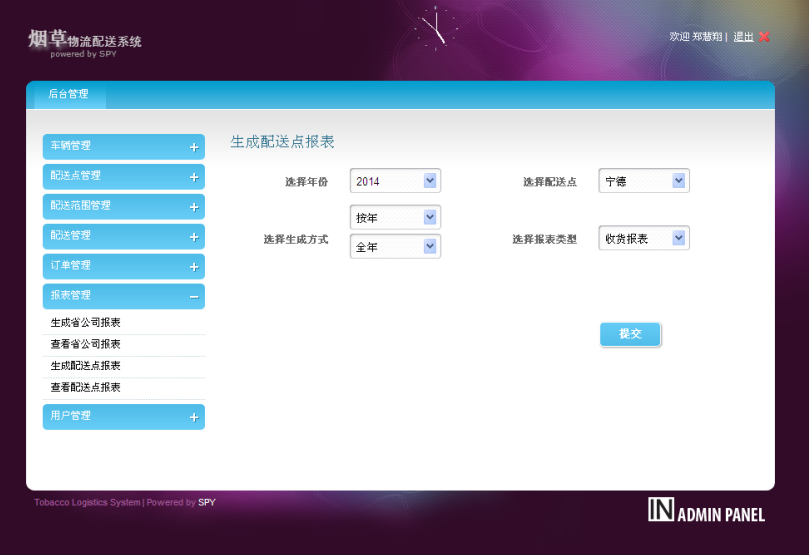 烟草物流配送系统
powered by SPY
欢迎 郑慧翔 | 退出
后台管理
车辆管理
配送点管理
配送范围管理
配送管理
订单管理
报表管理
生成省公司报表
查看省公司报表
生成配送点报表
查看配送点报表
用户管理
生成配送点报表
选择年份 2014 选择配送点 宁德
按年
选择生成方式 选择报表类型 收货报表
全年
提交
Tobacco Logistics System | Powered by SPY
IN ADMIN PANEL